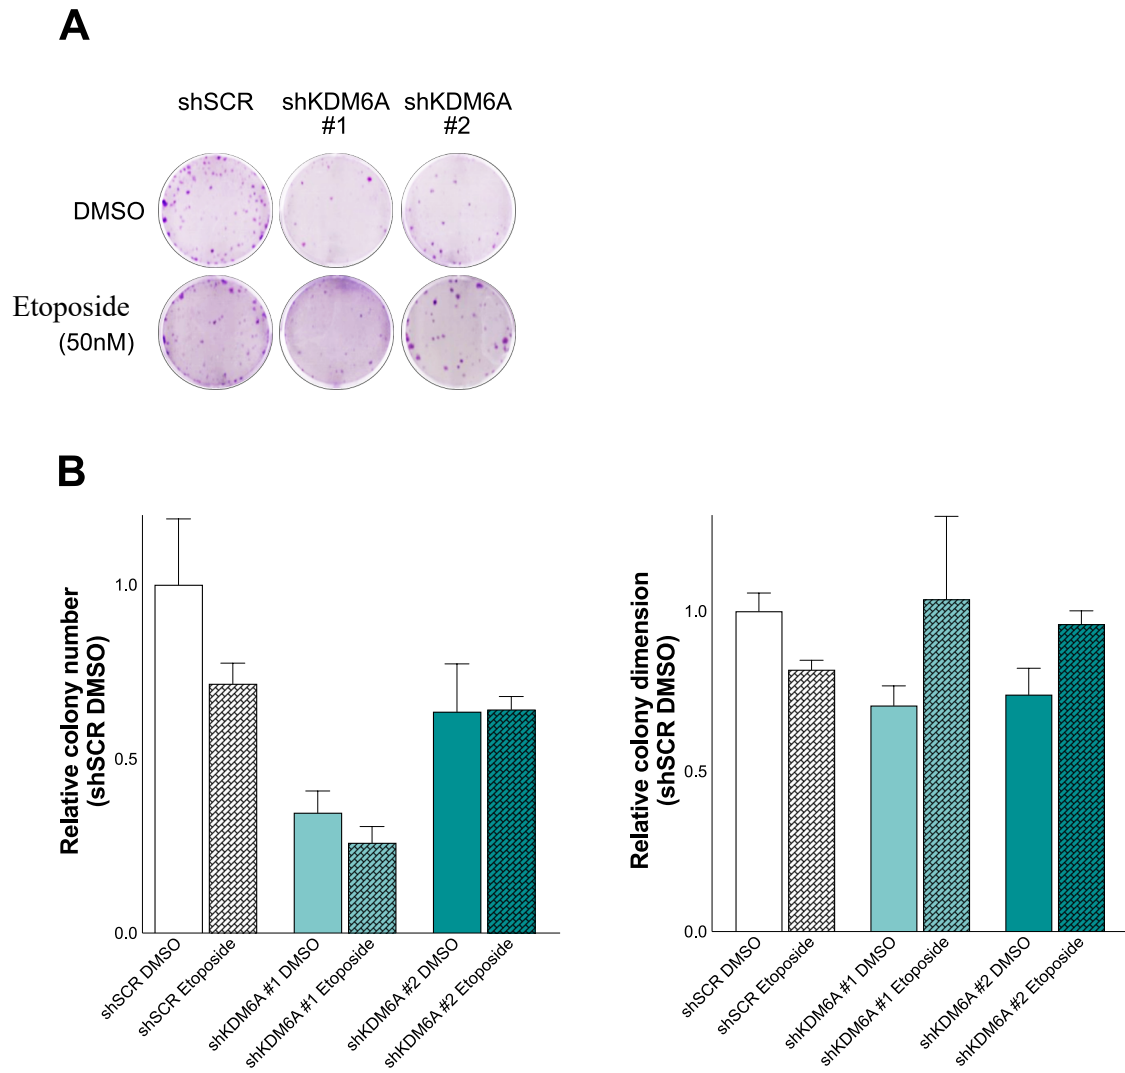 A
shSCR
shKDM6A
#1
shKDM6A
#2
DMSO
Etoposide
(50nM)
B
Relative colony number
(shSCR DMSO)
1.0
0.5
0.0
shSCR DMSO
shSCR Etoposide
shKDM6A #1 DMSO
shKDM6A #1 Etoposide
shKDM6A #2 DMSO
shKDM6A #2 Etoposide
Relative colony dimension
(shSCR DMSO)
1.0
0.5
0.0
shSCR DMSO
shSCR Etoposide
shKDM6A #1 DMSO
shKDM6A #1 Etoposide
shKDM6A #2 DMSO
shKDM6A #2 Etoposide